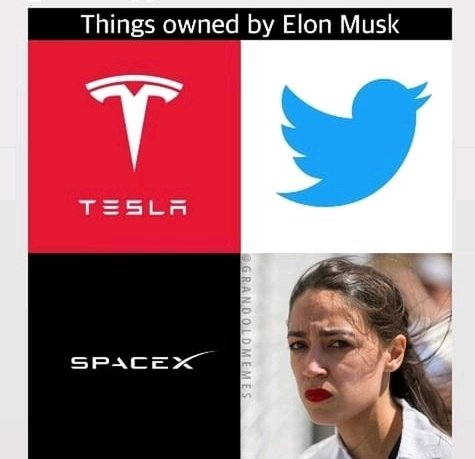 Things owned by Elon Musk
TESLA
SPACEX
@GRANDOLDMEMES